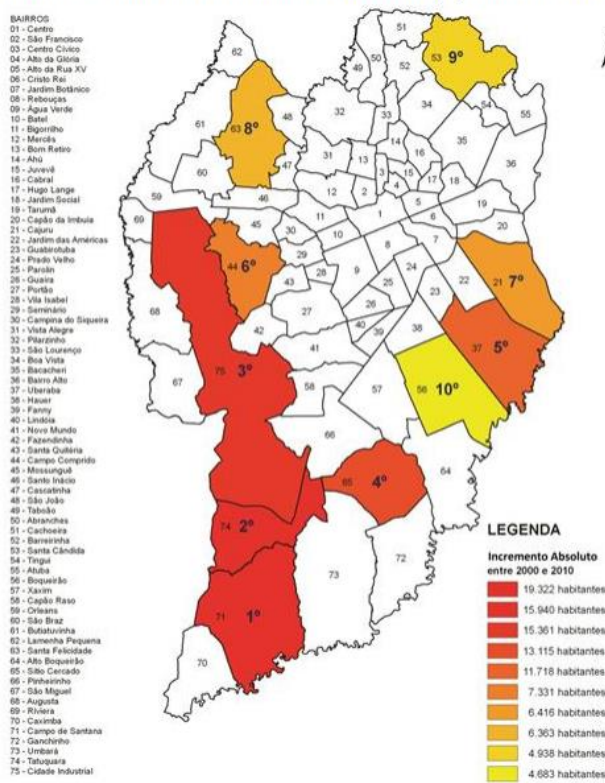 BAIRROS
01 - Centro
02 - São Francisco
03 - Centro Cívico
04 - Alto da Glória
05 - Alto da Rua XV
06 - Cristo Rei
07 - Jardim Botânico
08 - Rebouças
09 - Água Verde
10 - Batel
11 - Bigorrilho
12 - Mercês
13 - Bom Retiro
14 - Ahú
15 - Juvevê
16 - Cabral
17 - Hugo Lange
18 - Jardim Social
19 - Tarumã
20 - Capão da Imbuia
21 - Cajuru
22 - Jardim das Américas
23 - Guabirotuba
24 - Prado Velho
25 - Parolin
26 - Guaíra
27 - Portão
28 - Vila Isabel
29 - Seminário
30 - Campina do Siqueira
31 - Vista Alegre
32 - Pilarzinho
33 - São Lourenço
34 - Boa Vista
35 - Bacacheri
36 - Bairro Alto
37 - Uberaba
38 - Hauer
39 - Fanny
40 - Lindóia
41 - Novo Mundo
42 - Fazendinha
43 - Santa Quitéria
44 - Campo Comprido
45 - Mossunguê
46 - Santo Inácio
47 - Cascatinha
48 - São João
49 - Taboão
50 - Abranches
51 - Cachoeira
52 - Barreirinha
53 - Santa Cândida
54 - Tingui
55 - Atuba
56 - Boqueirão
57 - Xaxim
58 - Capão Raso
59 - Orleans
60 - São Braz
61 - Butiatuvinha
62 - Lamenha Pequena
63 - Santa Felicidade
64 - Alto Boqueirão
65 - Sítio Cercado
66 - Pinheirinho
67 - São Miguel
68 - Augusta
69 - Riviera
70 - Caximba
71 - Campo de Santana
72 - Ganchinho
73 - Umbará
74 - Tatuquara
75 - Cidade Industrial
51
62
50
49
52
53 9º
54
55
34
32
33
48
63 8º
61
60
47
31
13
14
16
15
35
36
3
4
17
18
12
2
46
59
69
45
11
1
5
6
19
20
30
10
29
8
7
44 6º
28
9
24
22
21 7º
43
25
23
27
26
68
42
40
39
38
37 5º
41
67
75 3º
58
57
56 10º
66
64
65 4º
74 2º
72
73
71 1º
70
LEGENDA
Incremento Absoluto
entre 2000 e 2010
19.322 habitantes
15.940 habitantes
15.361 habitantes
13.115 habitantes
11.718 habitantes
7.331 habitantes
6.416 habitantes
6.363 habitantes
4.938 habitantes
4.683 habitantes